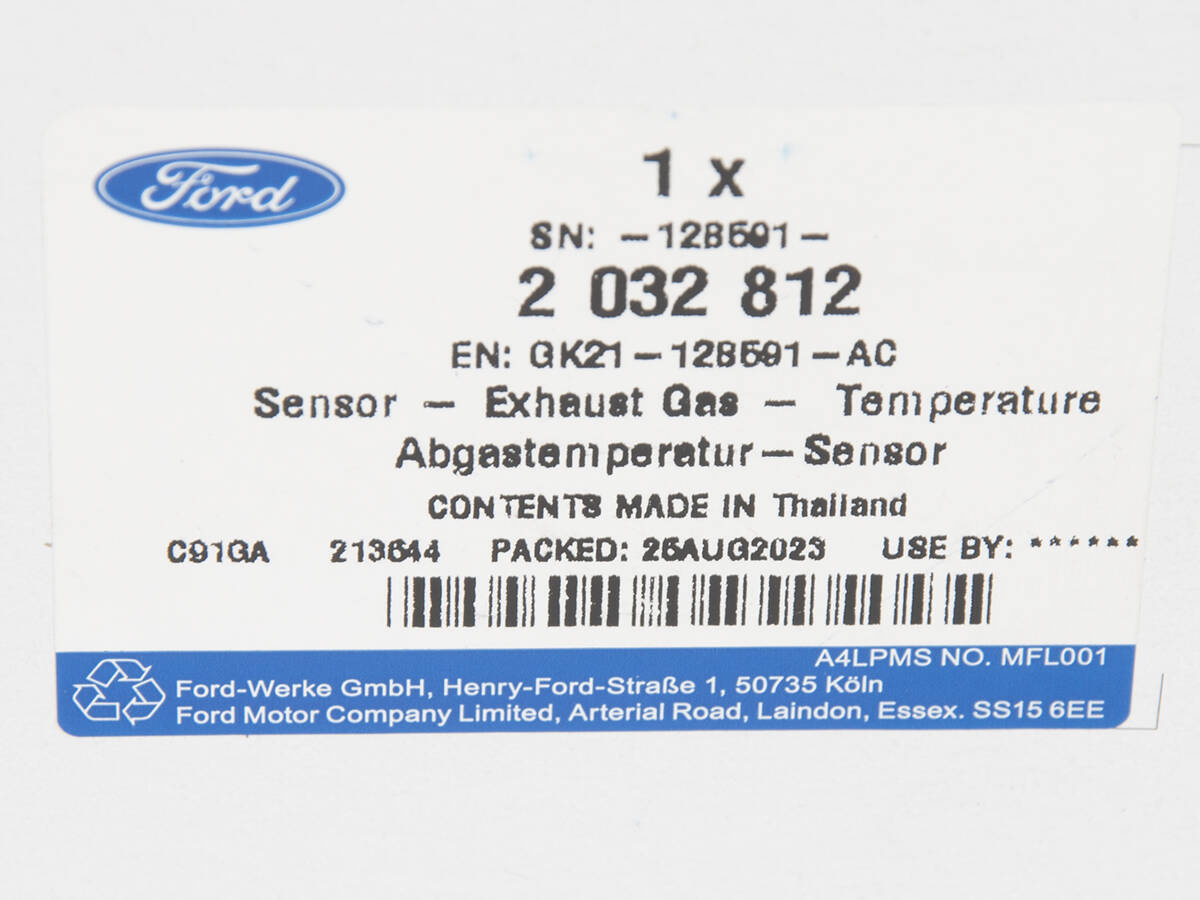 Ford
1 x
SN: -12B591-
2 032 812
EN: GK21-12B591-AC
Sensor - Exhaust Gas - Temperature
Abgastemperatur-Sensor
CONTENTS MADE IN Thailand
C91GA 213644 PACKED: 25AUG2023 USE BY: ******
A4LPMS NO. MFL001
Ford-Werke GmbH, Henry-Ford-Straße 1, 50735 Köln
Ford Motor Company Limited, Arterial Road, Laindon, Essex. SS15 6EE